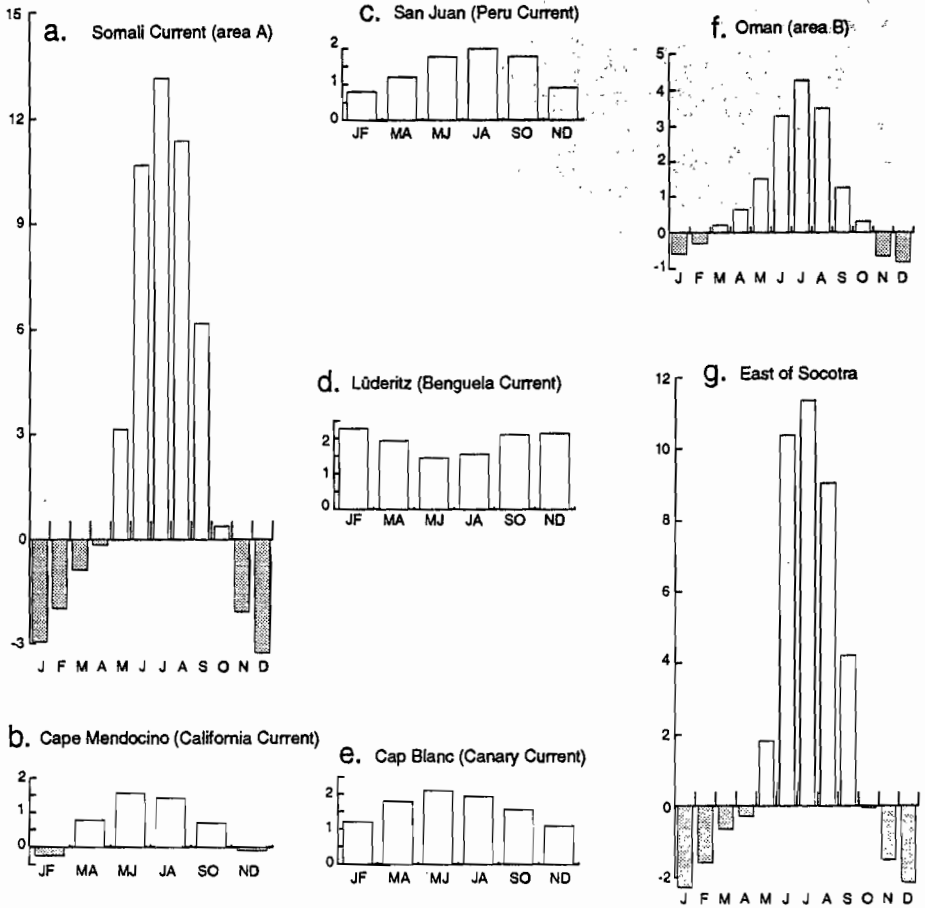 a. Somali Current (area A)
15
12
9
6
3
0
-3
J F M A M J J A S O N D
b. Cape Mendocino (California Current)
2
1
0
JF MA MJ JA SO ND
c. San Juan (Peru Current)
2
1
0
JF MA MJ JA SO ND
d. Lūderitz (Benguela Current)
2
1
0
JF MA MJ JA SO ND
e. Cap Blanc (Canary Current)
2
1
0
JF MA MJ JA SO ND
f. Oman (area B)
5
4
3
2
1
0
-1
J F M A M J J A S O N D
g. East of Socotra
12
10
8
6
4
2
0
-2
J F M A M J J A S O N D